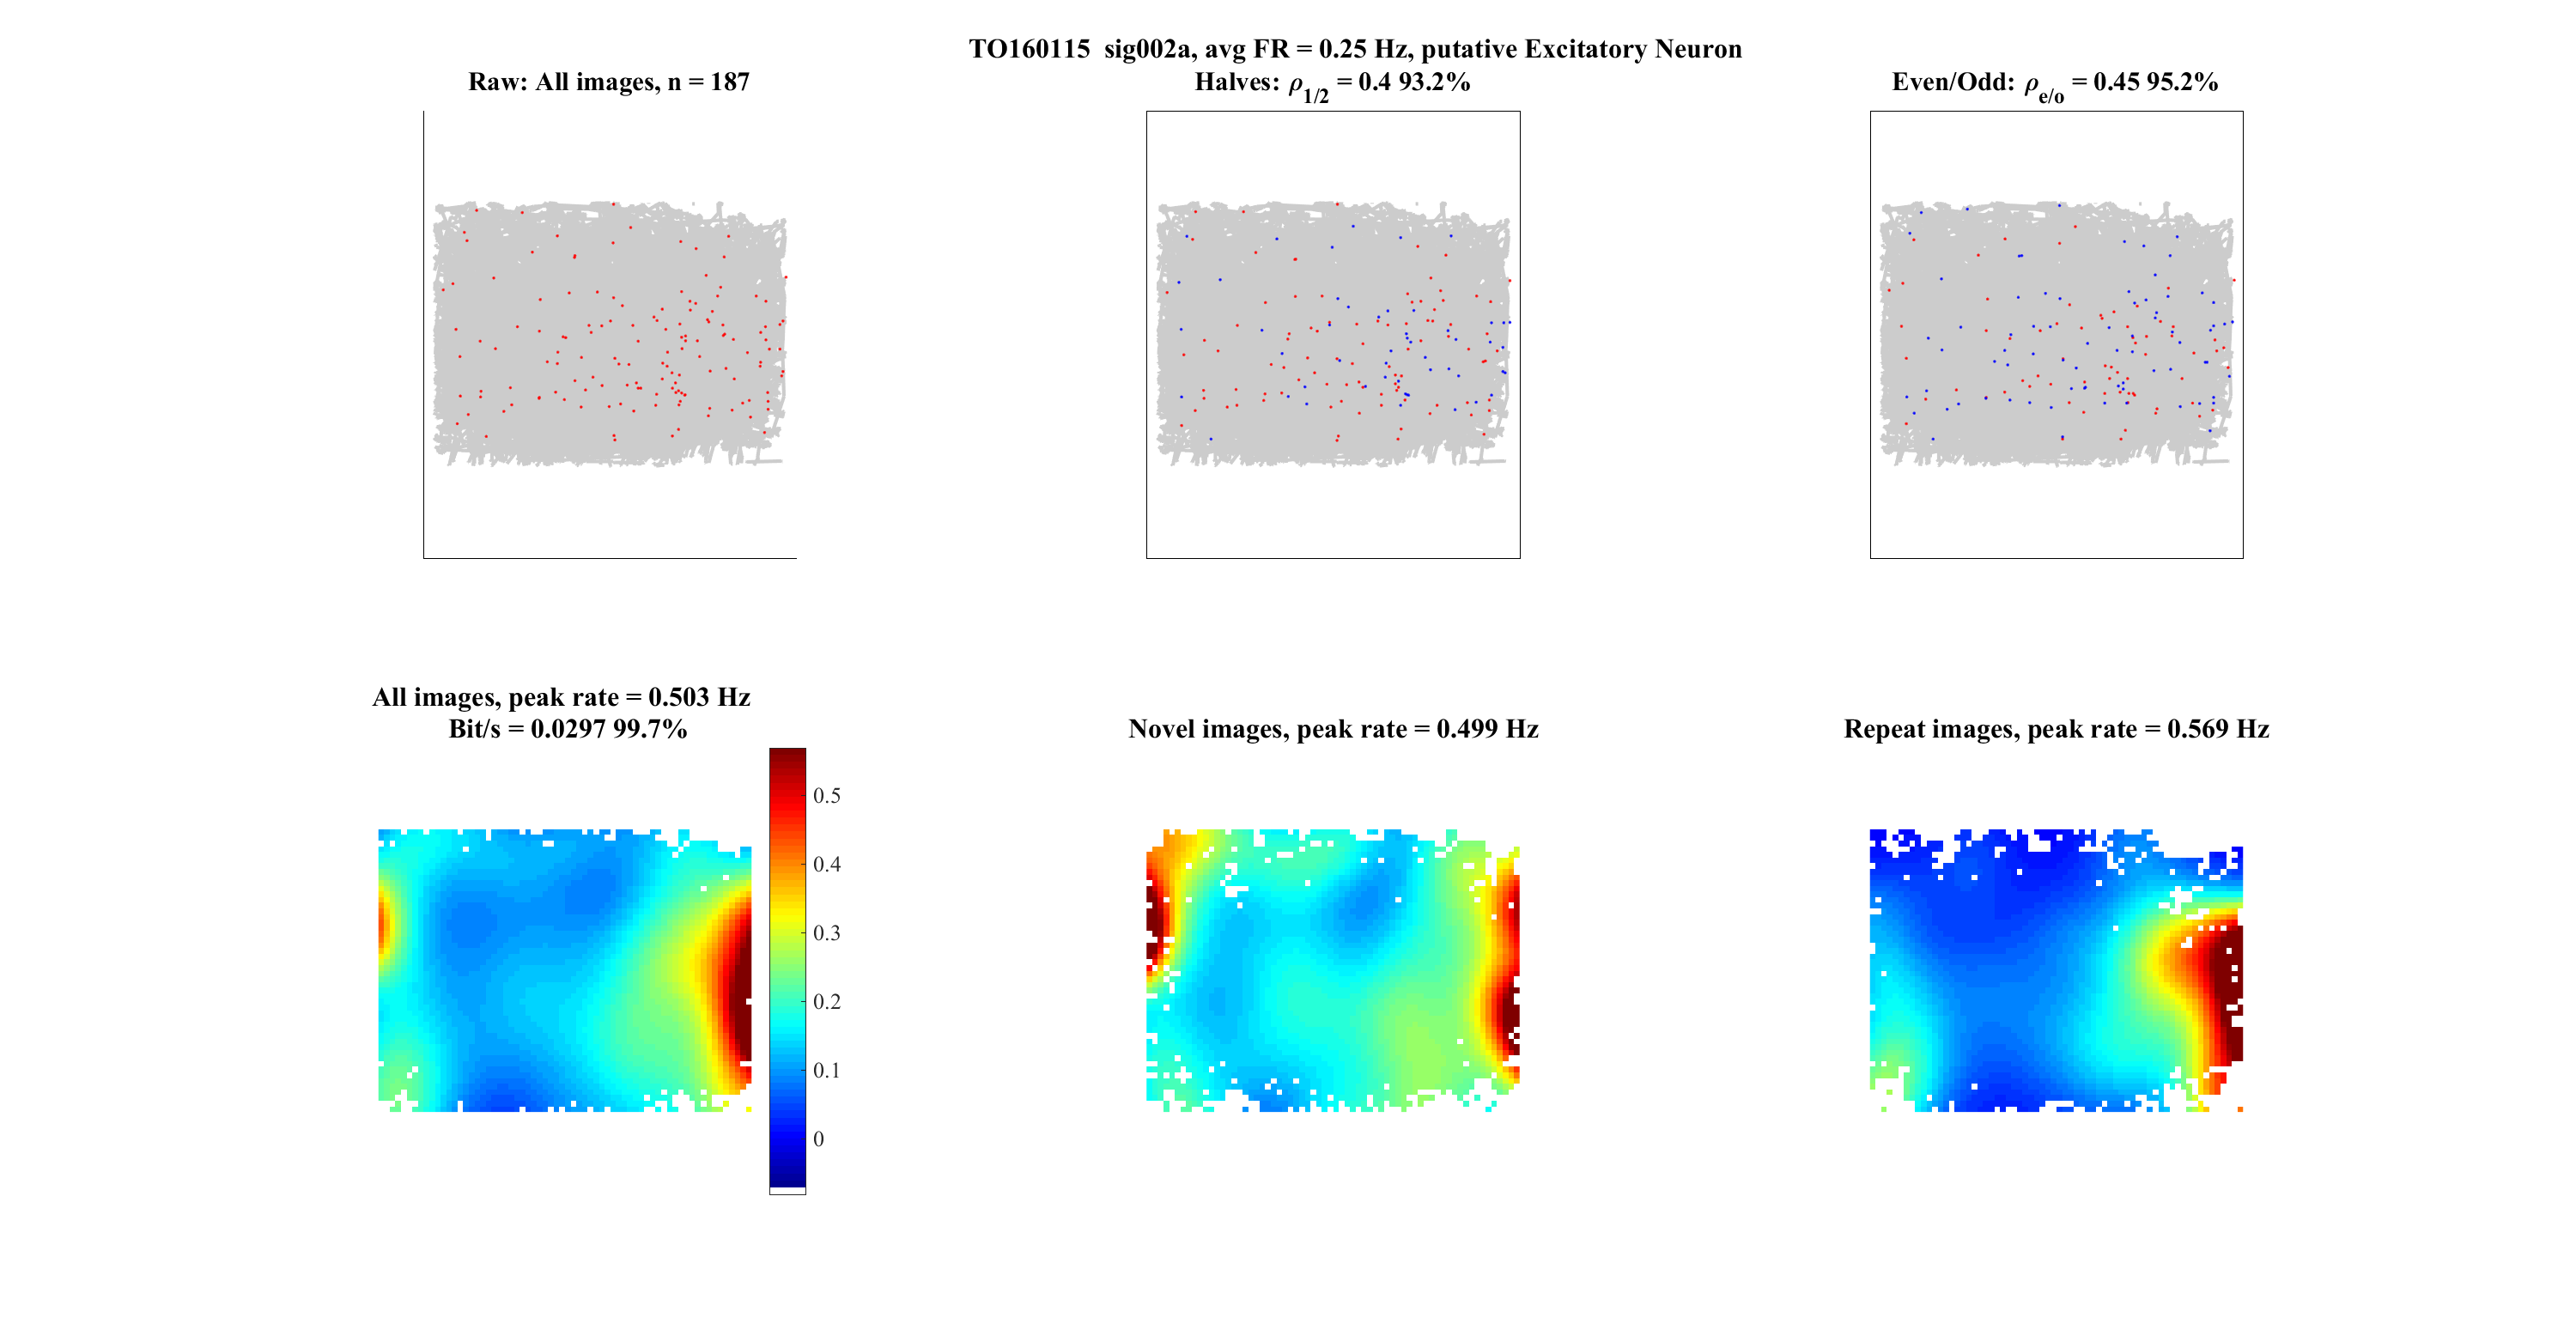 TO160115  sig002a, avg FR = 0.25 Hz, putative Excitatory Neuron
Raw: All images, n = 187
Halves: ρ1/2 = 0.4 93.2%
Even/Odd: ρe/o = 0.45 95.2%
All images, peak rate = 0.503 Hz
Bit/s = 0.0297 99.7%
Novel images, peak rate = 0.499 Hz
Repeat images, peak rate = 0.569 Hz
0.5
0.4
0.3
0.2
0.1
0